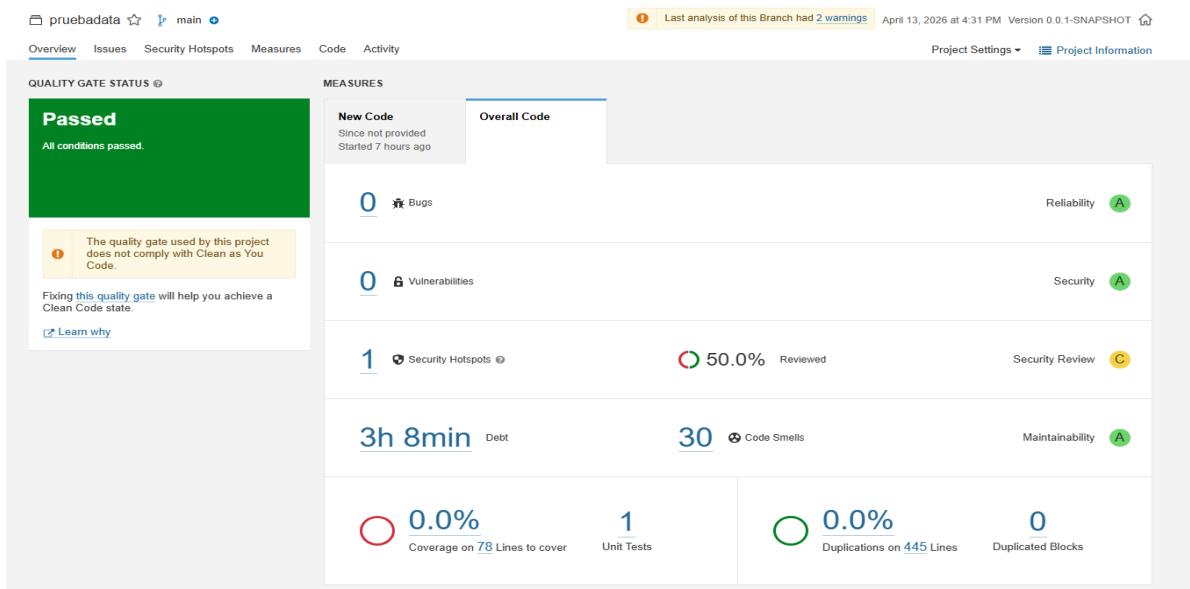 pruebadata main
Last analysis of this Branch had 2 warnings April 13, 2026 at 4:31 PM Version 0.0.1-SNAPSHOT
Overview Issues Security Hotspots Measures Code Activity
Project Settings Project Information
QUALITY GATE STATUS
Passed
All conditions passed.
The quality gate used by this project
does not comply with Clean as You
Code.
Fixing this quality gate will help you achieve a
Clean Code state.
Learn why
MEASURES
New Code
Since not provided
Started 7 hours ago
Overall Code
0 Bugs Reliability A
0 Vulnerabilities Security A
1 Security Hotspots 50.0% Reviewed Security Review C
3h 8min Debt 30 Code Smells Maintainability A
0.0%
Coverage on 78 Lines to cover
1
Unit Tests
0.0%
Duplications on 445 Lines
0
Duplicated Blocks